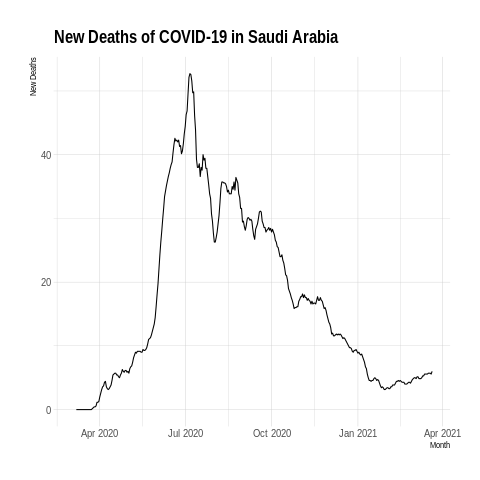 New Deaths of COVID-19 in Saudi Arabia
New Deaths
40
20
0
Apr 2020
Jul 2020
Oct 2020
Jan 2021
Apr 2021
Month